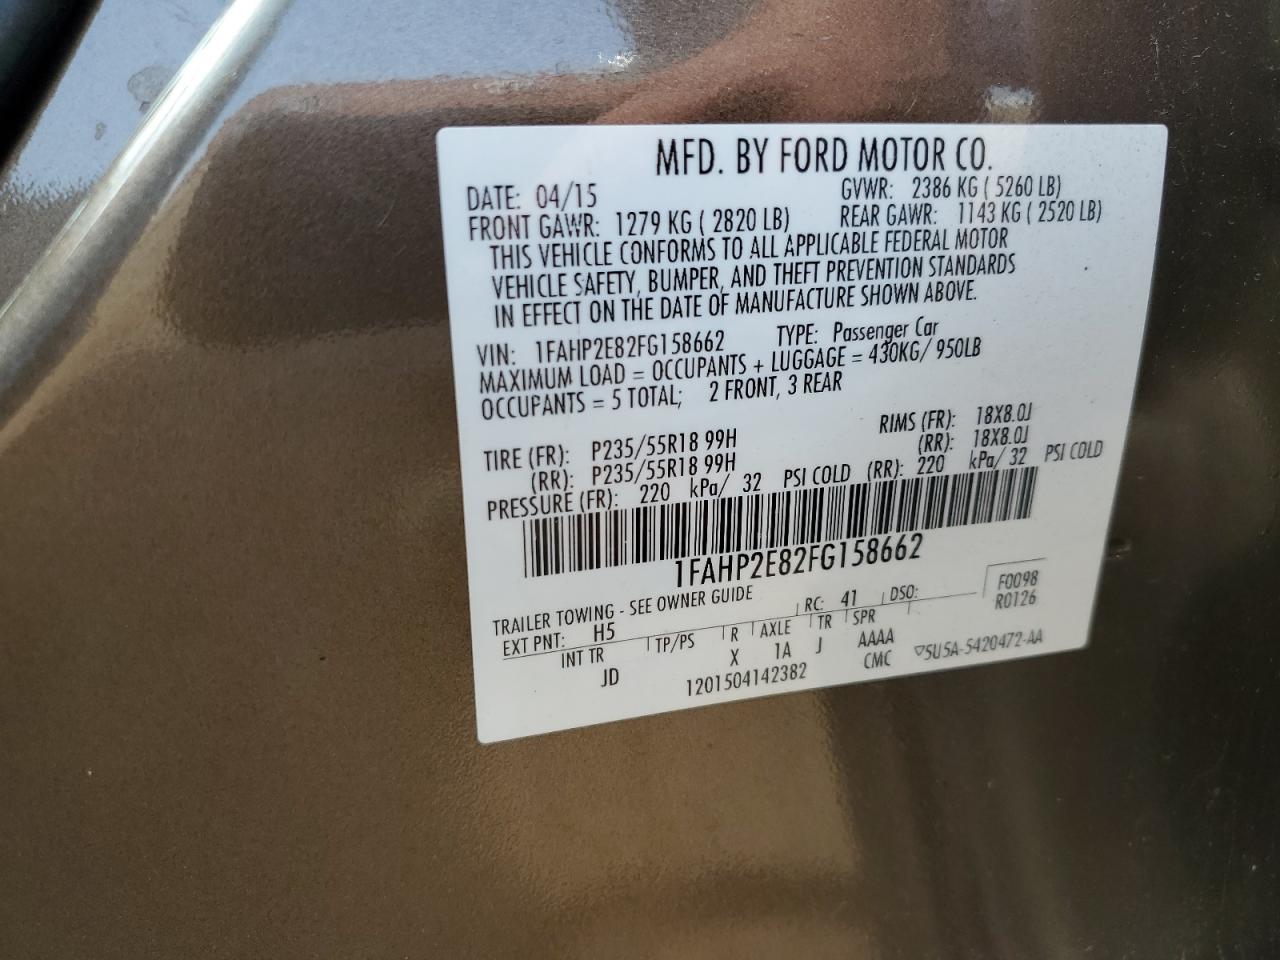 MFD. BY FORD MOTOR CO.
DATE: 04/15 GVWR: 2386 KG ( 5260 LB)
FRONT GAWR: 1279 KG ( 2820 LB) REAR GAWR: 1143 KG ( 2520 LB)
THIS VEHICLE CONFORMS TO ALL APPLICABLE FEDERAL MOTOR
VEHICLE SAFETY, BUMPER, AND THEFT PREVENTION STANDARDS
IN EFFECT ON THE DATE OF MANUFACTURE SHOWN ABOVE.
VIN: 1FAHP2E82FG158662 TYPE: Passenger Car
MAXIMUM LOAD = OCCUPANTS + LUGGAGE = 430KG/ 950LB
OCCUPANTS = 5 TOTAL; 2 FRONT, 3 REAR
TIRE (FR): P235/55R18 99H RIMS (FR): 18X8.0J
(RR): P235/55R18 99H (RR): 18X8.0J
PRESSURE (FR): 220 kPa/ 32 PSI COLD (RR): 220 kPa/ 32 PSI COLD
1FAHP2E82FG158662
TRAILER TOWING - SEE OWNER GUIDE
EXT PNT: H5 RC: 41 DSO: F0098
R0126
INT TR TP/PS R AXLE TR SPR
JD X 1A J AAAA
CMC
1201504142382 ▽5U5A-5420472-AA